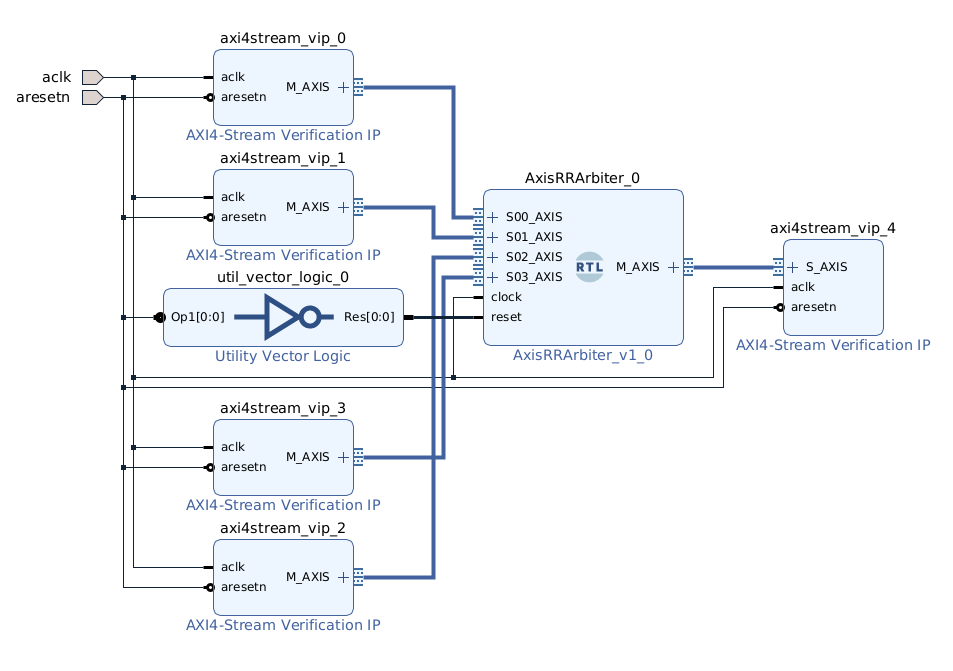 axi4stream_vip_0
aclk
aresetn
aclk
aresetn
M_AXIS
AXI4-Stream Verification IP
axi4stream_vip_1
aclk
aresetn
M_AXIS
AXI4-Stream Verification IP
util_vector_logic_0
Op1[0:0]
Res[0:0]
Utility Vector Logic
AxisRRArbiter_0
S00_AXIS
S01_AXIS
S02_AXIS
S03_AXIS
clock
reset
RTL
M_AXIS
AxisRRArbiter_v1_0
axi4stream_vip_4
S_AXIS
aclk
aresetn
AXI4-Stream Verification IP
axi4stream_vip_3
aclk
aresetn
M_AXIS
AXI4-Stream Verification IP
axi4stream_vip_2
aclk
aresetn
M_AXIS
AXI4-Stream Verification IP